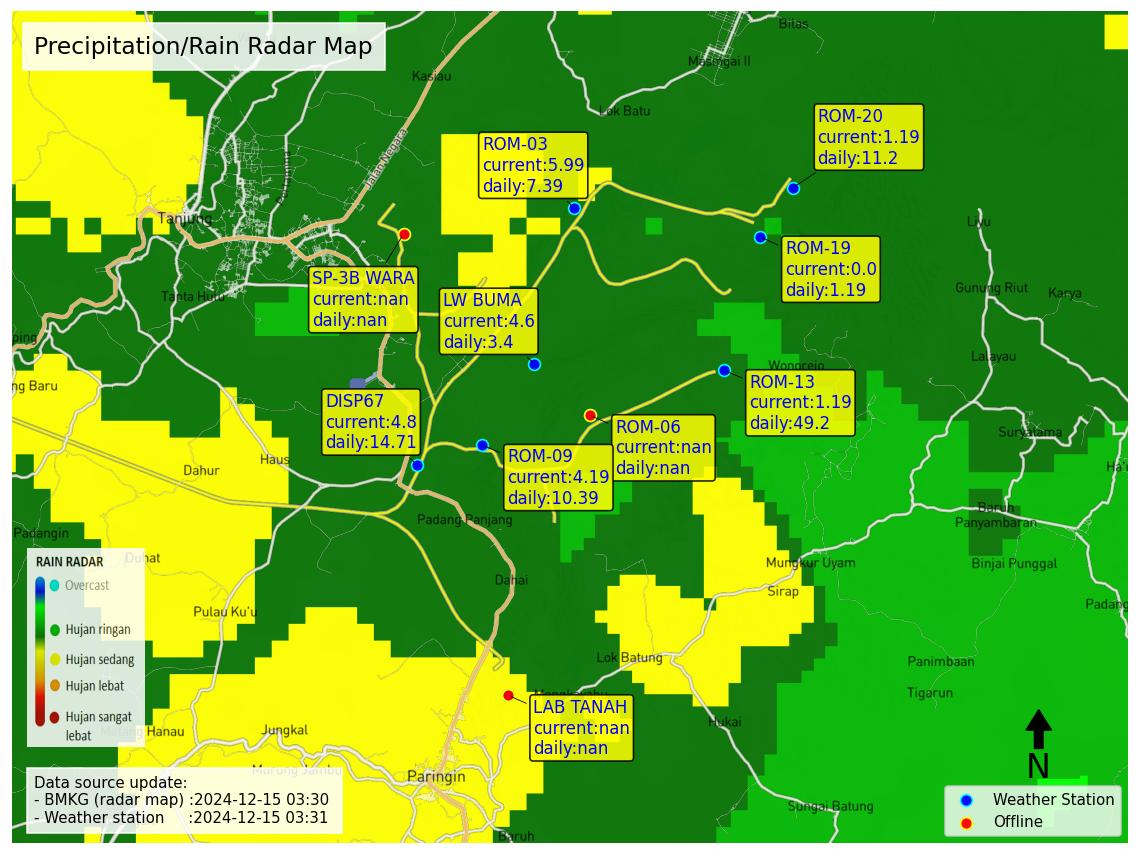 Precipitation/Rain Radar Map
Bilas
Masingai II
Kasiau
Lok Batu
Jalan Negara
Tanjung
Tanta Hulu
ROM-03
current:5.99
daily:7.39
ROM-20
current:1.19
daily:11.2
ROM-19
current:0.0
daily:1.19
SP-3B WARA
current:nan
daily:nan
LW BUMA
current:4.6
daily:3.4
Liyu
Gunung Riut
Karya
Lalayau
ping
ng Baru
Wonorejo
ROM-13
current:1.19
daily:49.2
DISP67
current:4.8
daily:14.71
ROM-06
current:nan
daily:nan
ROM-09
current:4.19
daily:10.39
Suryatama
Ha'u
Haus
Dahur
Padang Panjang
Padangin
Baruh
Panyambaran
Binjai Punggal
Mungkur Uyam
Sirap
Padang
Duhat
Dahai
Pulau Ku'u
Lok Batung
Panimbaan
Tigarun
RAIN RADAR
Overcast
Hujan ringan
Hujan sedang
Hujan lebat
Hujan sangat
lebat
LAB TANAH
current:nan
daily:nan
Hukai
Hanau
Jungkal
Murung Jambu
Paringin
Sungai Batung
Baruh
Data source update:
- BMKG (radar map) :2024-12-15 03:30
- Weather station :2024-12-15 03:31
N
Weather Station
Offline